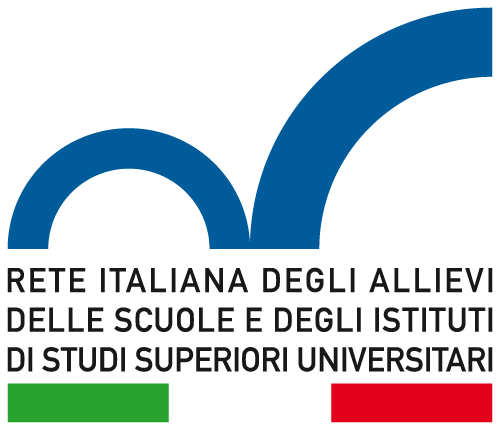 RETE ITALIANA DEGLI ALLIEVI
DELLE SCUOLE E DEGLI ISTITUTI
DI STUDI SUPERIORI UNIVERSITARI